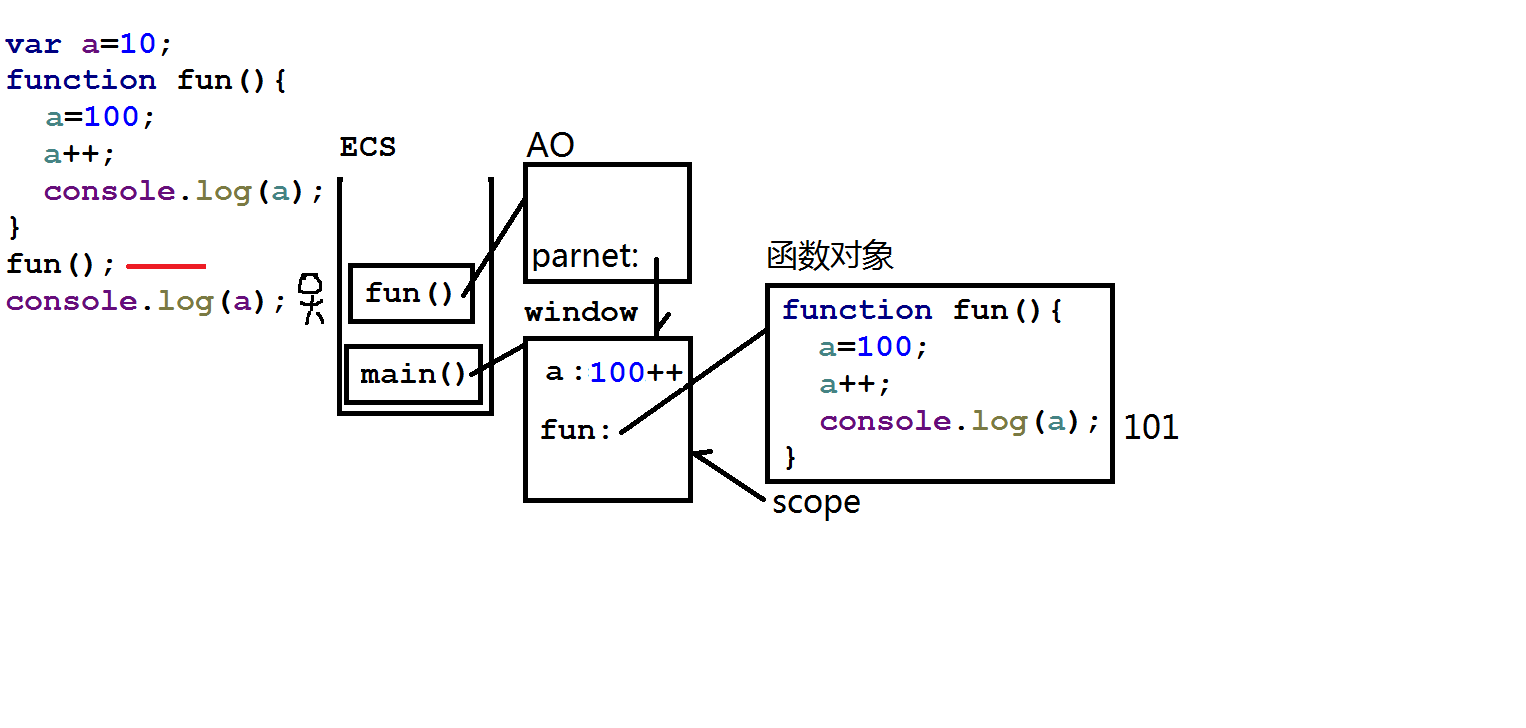 var a=10;
function fun(){
a=100;
a++;
console.log(a);
}
fun();
console.log(a);
ECS
fun()
main()
AO
parnet:
window
a:100++
fun:
函数对象
function fun(){
a=100;
a++;
console.log(a);
}
101
scope